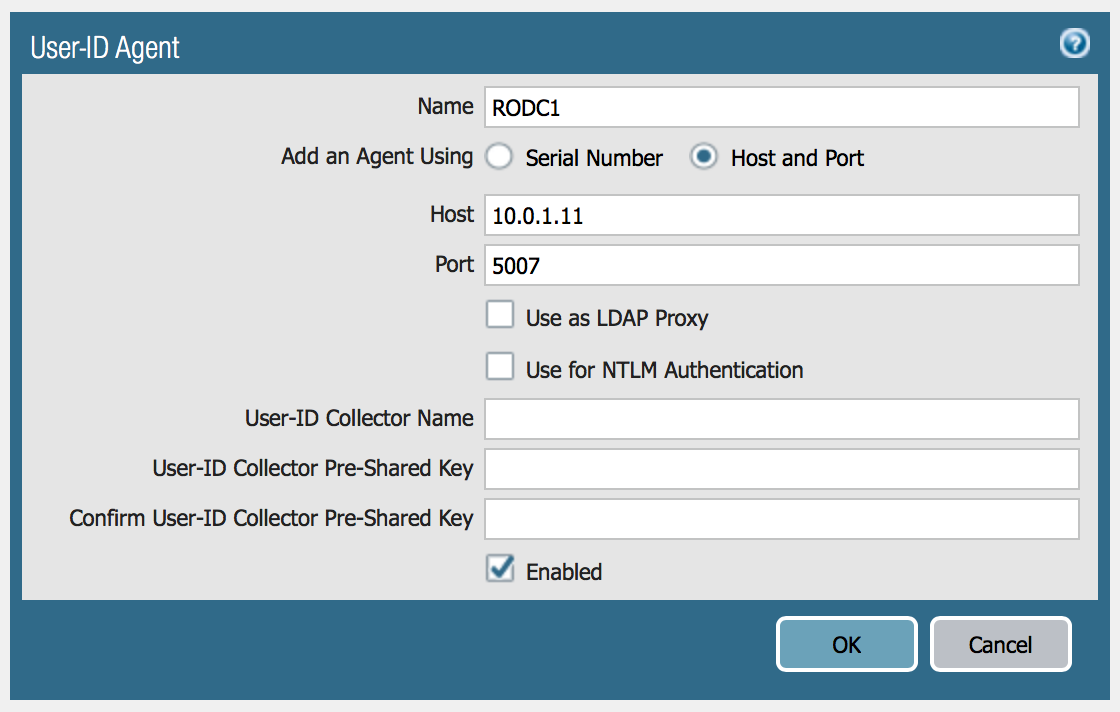 User-ID Agent
?
Name RODC1
Add an Agent Using Serial Number Host and Port
Host 10.0.1.11
Port 5007
Use as LDAP Proxy
Use for NTLM Authentication
User-ID Collector Name
User-ID Collector Pre-Shared Key
Confirm User-ID Collector Pre-Shared Key
Enabled
OK Cancel